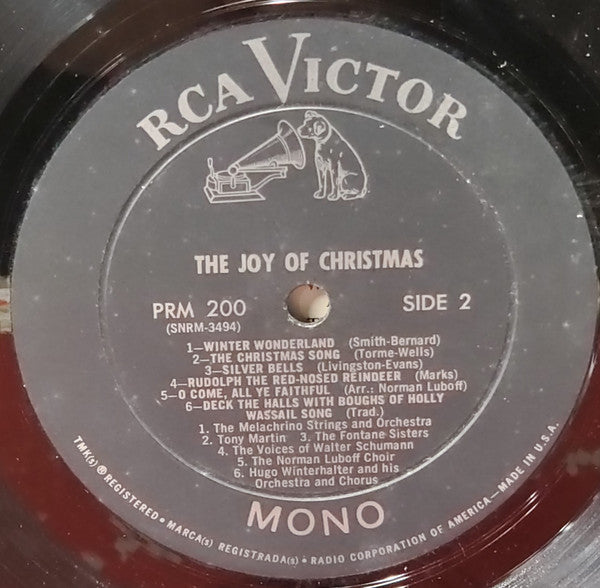 RCA VICTOR
THE JOY OF CHRISTMAS
PRM 200
(SNRM-3494)
SIDE 2
1—WINTER WONDERLAND (Smith-Bernard)
2—THE CHRISTMAS SONG (Torme-Wells)
3—SILVER BELLS (Livingston-Evans)
4—RUDOLPH THE RED-NOSED REINDEER (Marks)
5—O COME, ALL YE FAITHFUL (Arr.: Norman Luboff)
6—DECK THE HALLS WITH BOUGHS OF HOLLY
WASSAIL SONG (Trad.)
1. The Melachrino Strings and Orchestra
2. Tony Martin 3. The Fontane Sisters
4. The Voices of Walter Schumann
5. The Norman Luboff Choir
6. Hugo Winterhalter and his
Orchestra and Chorus
MONO
TMK(s) ® REGISTERED • MARCA(s) REGISTRADA(s) • RADIO CORPORATION OF AMERICA—MADE IN U.S.A.